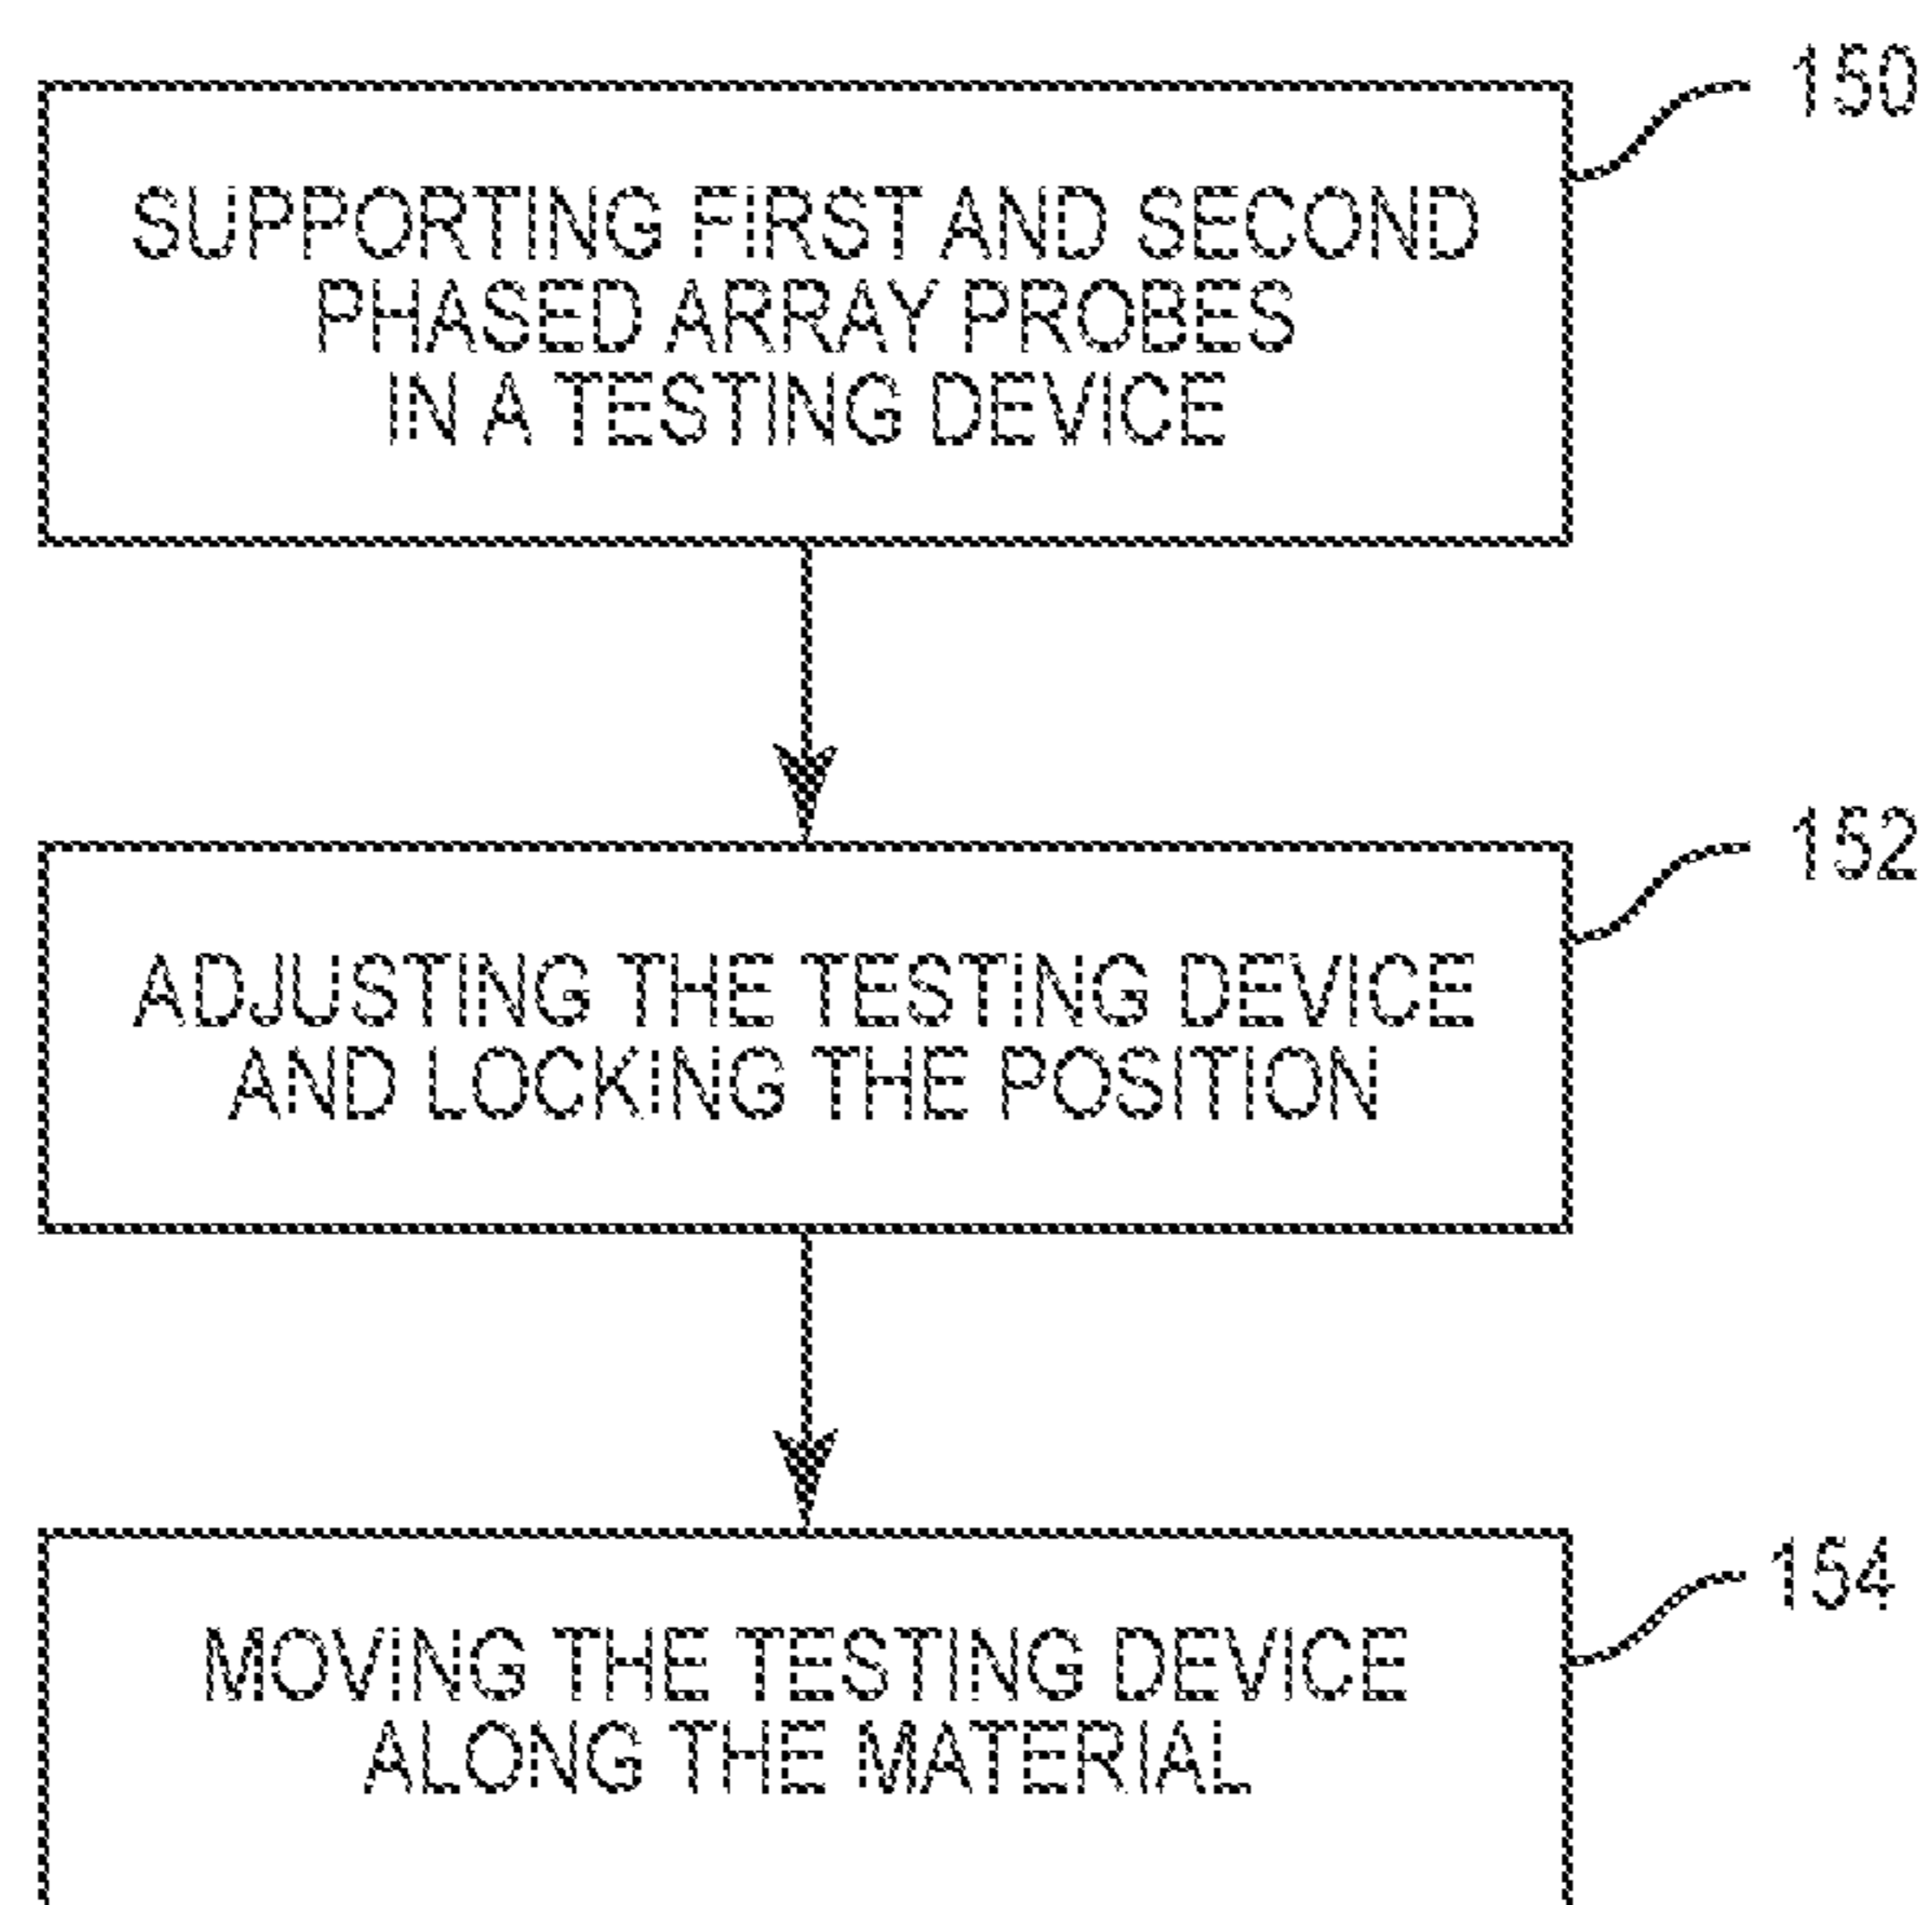 150
SUPPORTING FIRST AND SECOND
PHASED ARRAY PROBES
IN A TESTING DEVICE
152
ADJUSTING THE TESTING DEVICE
AND LOCKING THE POSITION
154
MOVING THE TESTING DEVICE
ALONG THE MATERIAL